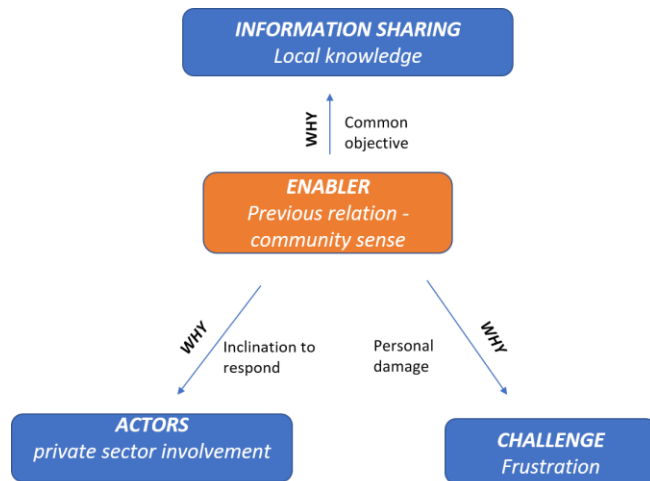 INFORMATION SHARING
Local knowledge
WHY
Common
objective
ENABLER
Previous relation -
community sense
WHY
Inclination to
respond
Personal
damage
WHY
ACTORS
private sector involvement
CHALLENGE
Frustration